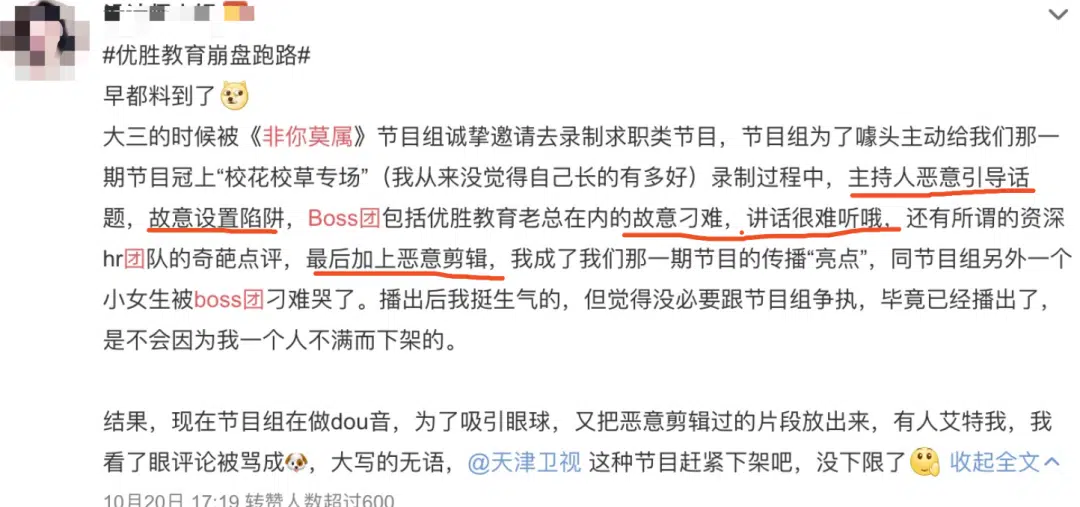 #优胜教育崩盘跑路#
早都料到了
大三的时候被《非你莫属》节目组诚挚邀请去录制求职类节目，节目组为了噱头主动给我们那一
期节目冠上“校花校草专场”（我从来没觉得自己长的有多好）录制过程中，主持人恶意引导话
题，故意设置陷阱，Boss团包括优胜教育老总在内的故意刁难，讲话很难听哦，还有所谓的资深
hr团队的奇葩点评，最后加上恶意剪辑，我成了我们那一期节目的传播“亮点”，同节目组另外一个
小女生被boss团刁难哭了。播出后我挺生气的，但觉得没必要跟节目组争执，毕竟已经播出了，
是不会因为我一个人不满而下架的。
结果，现在节目组在做dou音，为了吸引眼球，又把恶意剪辑过的片段放出来，有人艾特我，我
看了眼评论被骂成，大写的无语，@天津卫视 这种节目赶紧下架吧，没下限了 收起全文
10月20日 17:19 转赞人数超过600